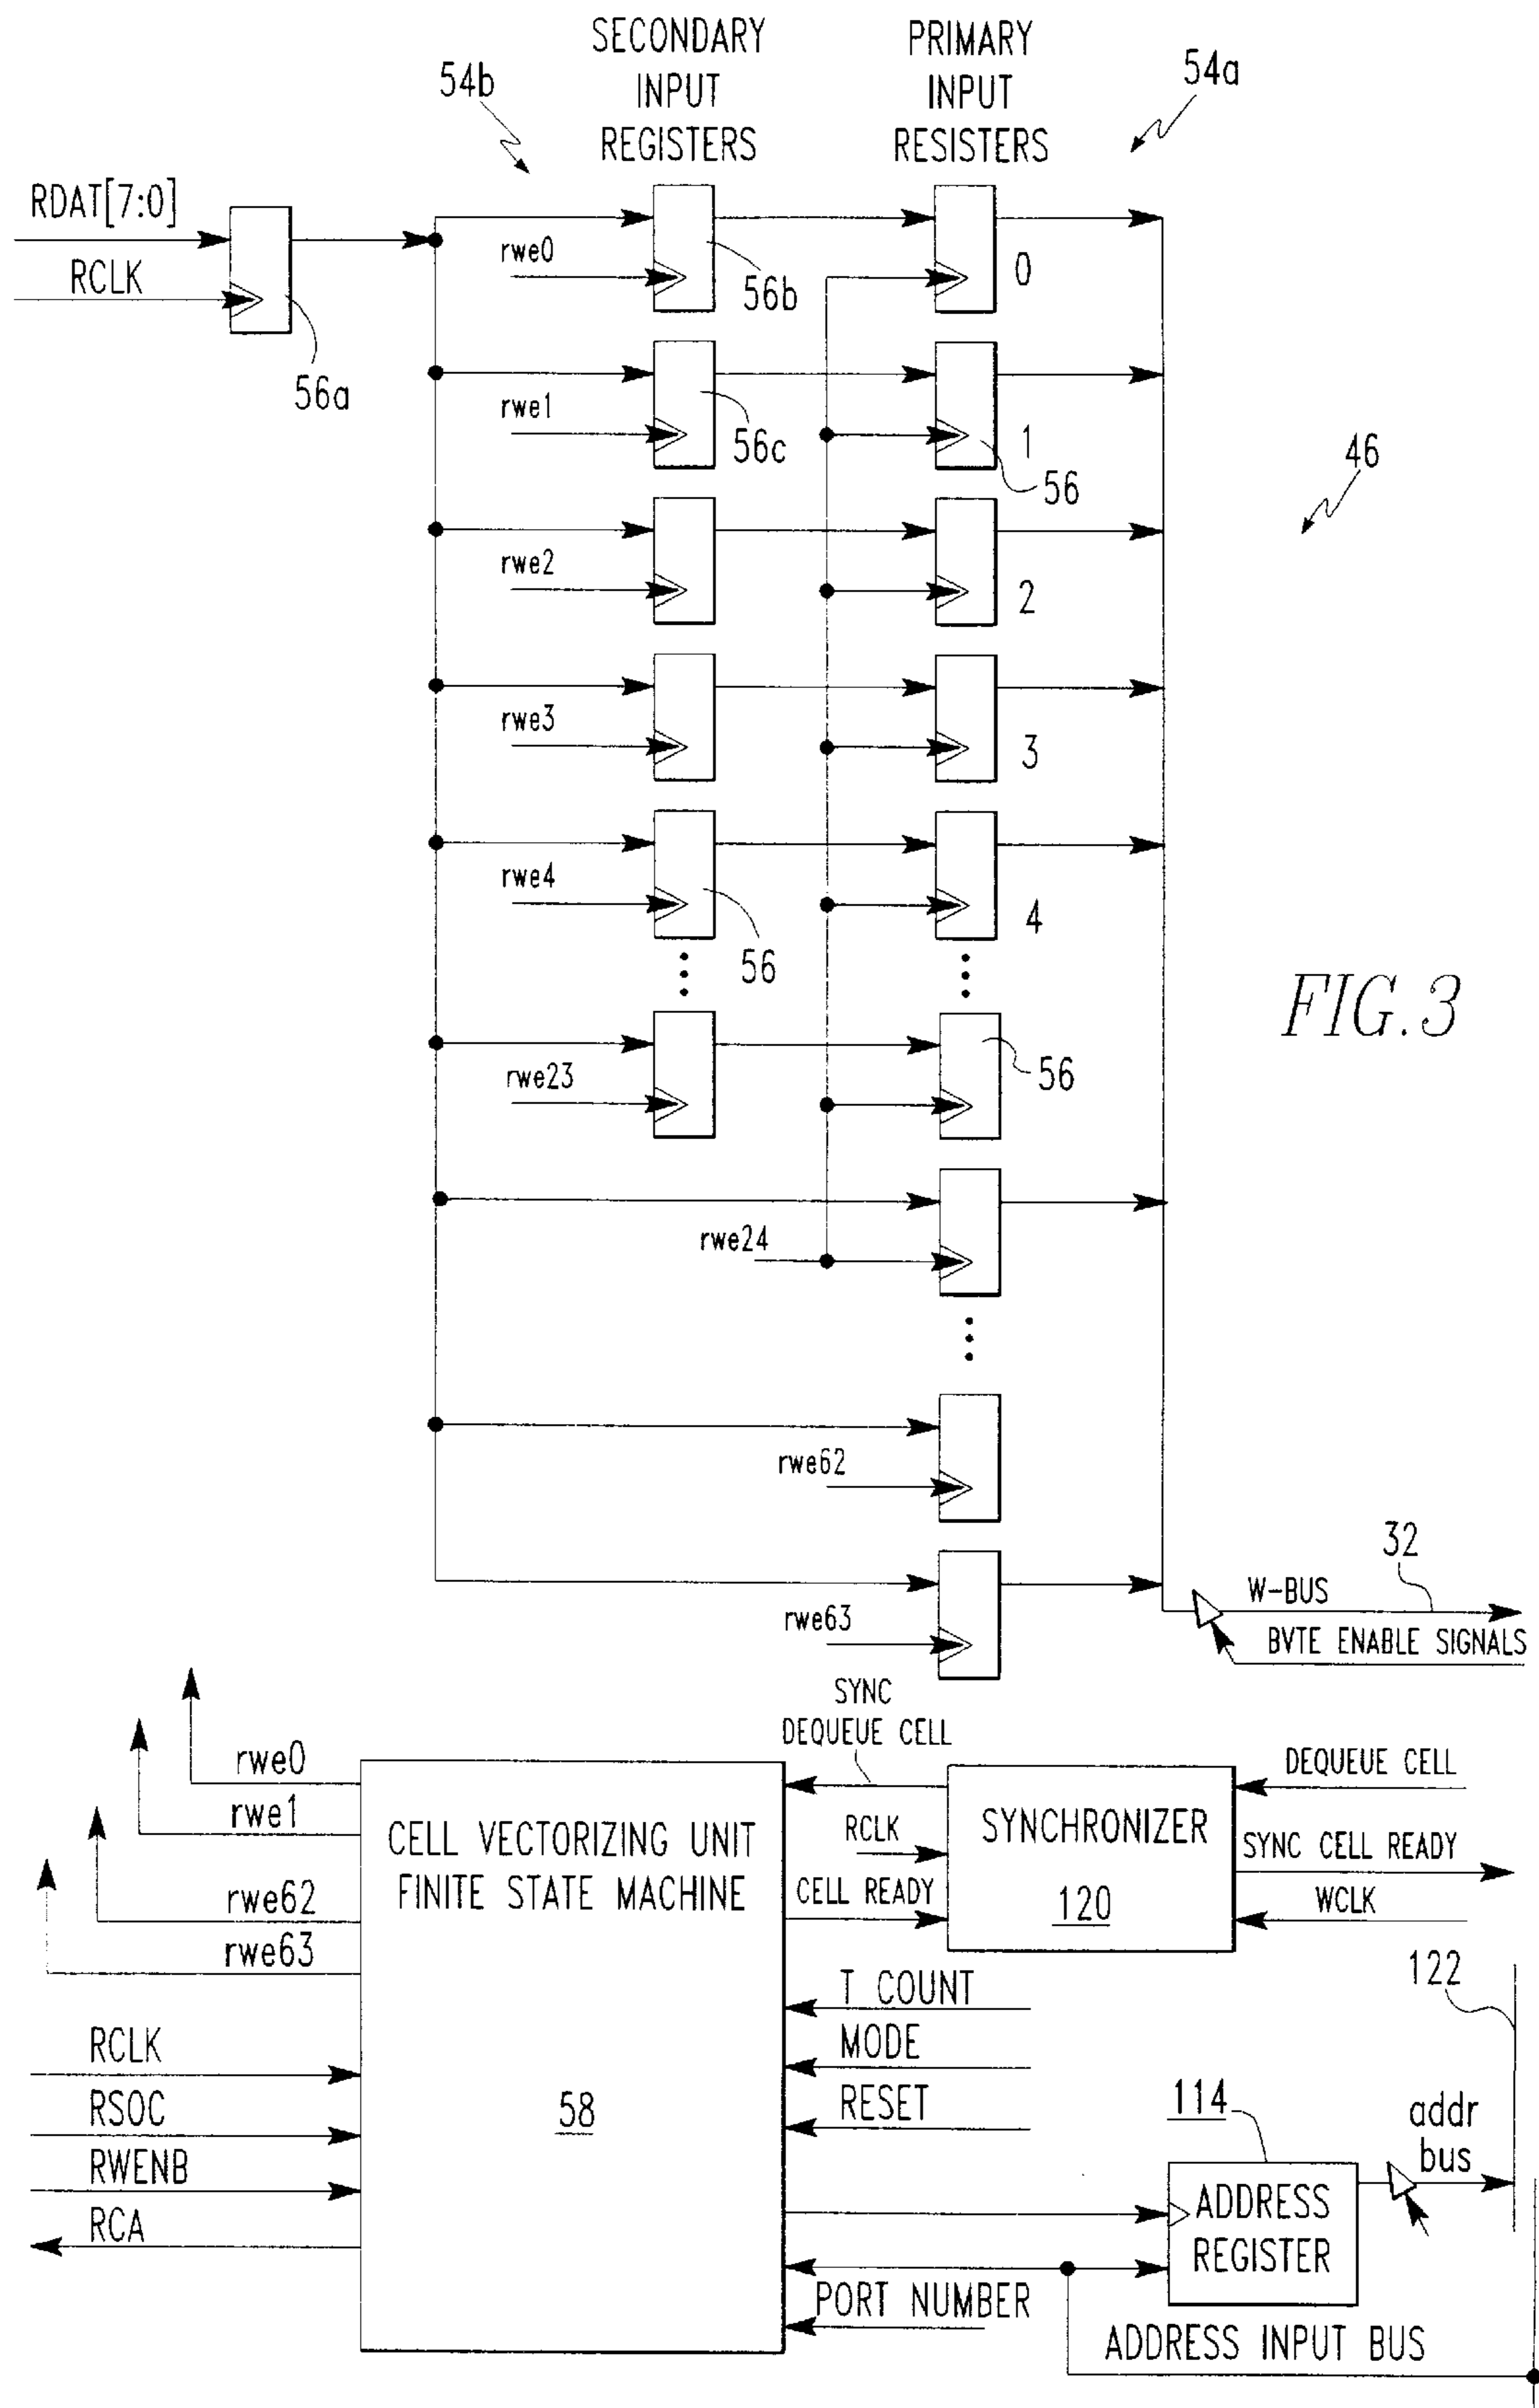 SECONDARY
INPUT
REGISTERS
PRIMARY
INPUT
RESISTERS
54b
54a
RDAT[7:0]
RCLK
56a
rwe0
56b
0
rwe1
56c
1
56
46
rwe2
2
rwe3
3
rwe4
56
4
FIG.3
rwe23
56
rwe24
rwe62
rwe63
32
W-BUS
BVTE ENABLE SIGNALS
rwe0
rwe1
rwe62
rwe63
RCLK
RSOC
RWENB
RCA
CELL VECTORIZING UNIT
FINITE STATE MACHINE
58
SYNC
DEQUEUE CELL
RCLK
CELL READY
SYNCHRONIZER
120
DEQUEUE CELL
SYNC CELL READY
WCLK
T COUNT
MODE
RESET
122
114
addr
bus
ADDRESS
REGISTER
PORT NUMBER
ADDRESS INPUT BUS